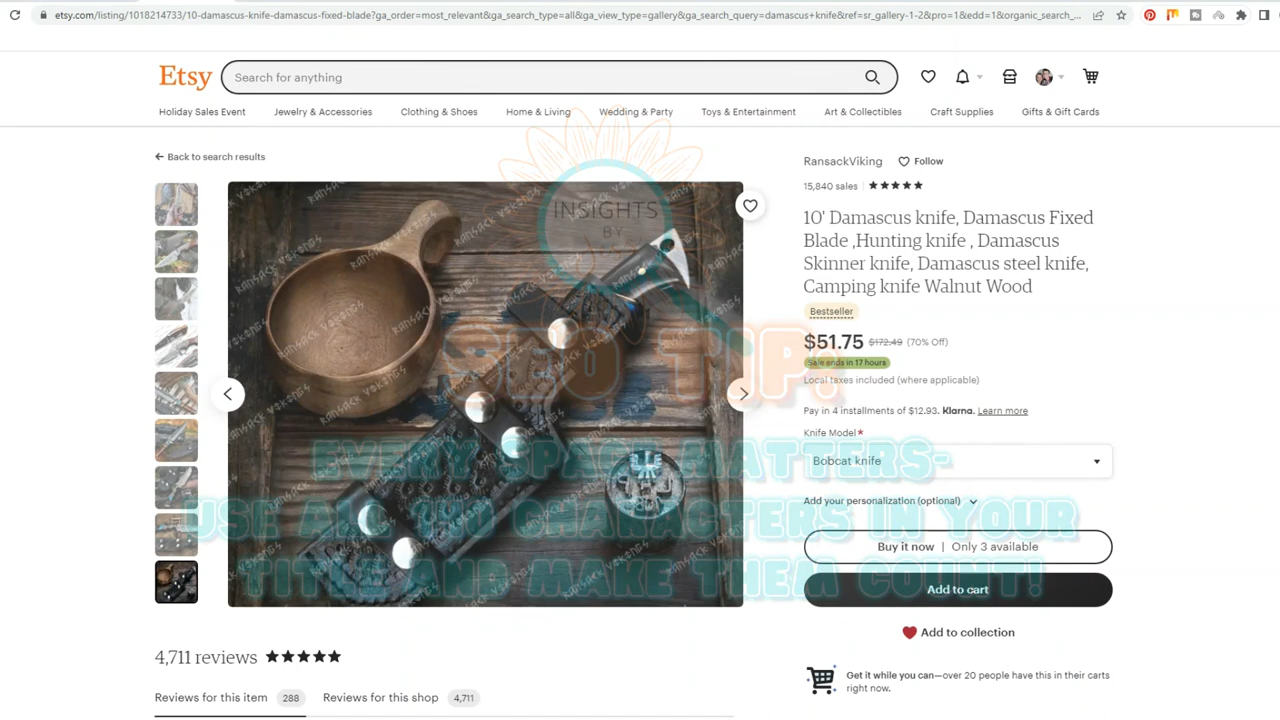 etsy.com/listing/1018214733/10-damascus-knife-damascus-fixed-blade?ga_order=most_relevant&ga_search_type=all&ga_view_type=gallery&ga_search_query=damascus+knife&ref=sr_gallery-1-2&pro=1&edd=1&organic_search_...
Etsy
Search for anything
Holiday Sales Event
Jewelry & Accessories
Clothing & Shoes
Home & Living
Wedding & Party
Toys & Entertainment
Art & Collectibles
Craft Supplies
Gifts & Gift Cards
Back to search results
RansackViking
Follow
15,840 sales
10' Damascus knife, Damascus Fixed
Blade ,Hunting knife , Damascus
Skinner knife, Damascus steel knife,
Camping knife Walnut Wood
Bestseller
$51.75 $172.49 (70% Off)
Sale ends in 17 hours
Local taxes included (where applicable)
Pay in 4 installments of $12.93. Klarna. Learn more
Knife Model*
Bobcat knife
Add your personalization (optional)
Buy it now | Only 3 available
Add to cart
Add to collection
Get it while you can—over 20 people have this in their carts
right now.
INSIGHTS
BY
SEO TIP:
EVERY SPACE MATTERS-
USE ALL 140 CHARACTERS IN YOUR
TITLE AND MAKE THEM COUNT!
RANSACK VIKINGS
4,711 reviews
Reviews for this item 288
Reviews for this shop 4,711